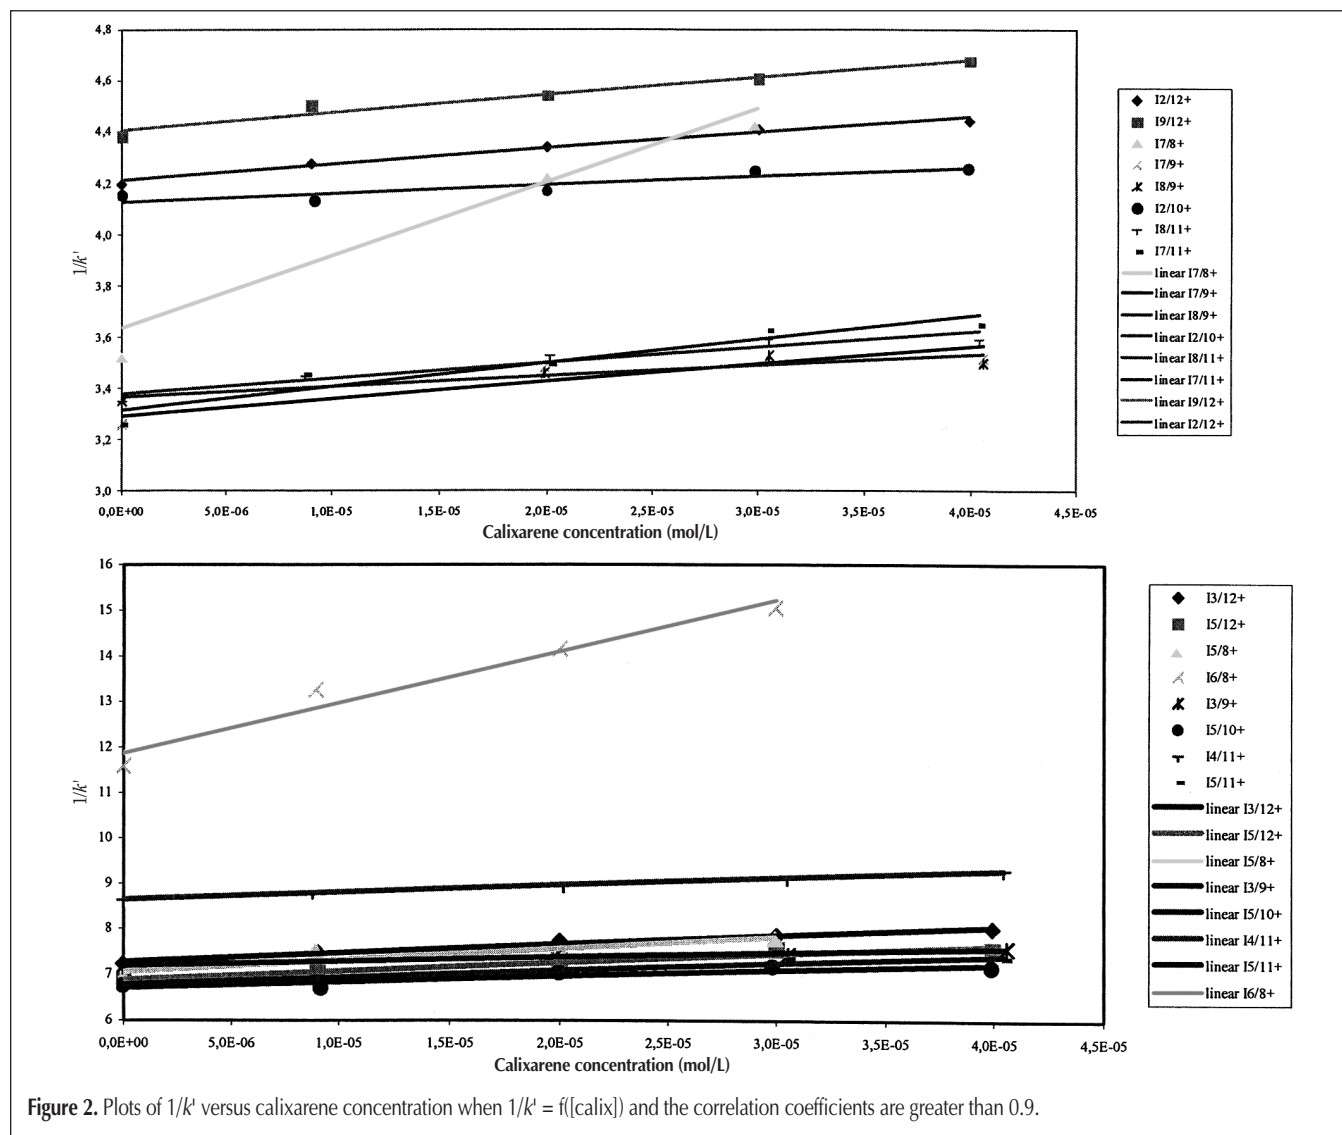 4,8
4,6
4,4
4,2
4,0
3,8
3,6
3,4
3,2
3,0
1/k'
0,0E+00 5,0E-06 1,0E-05 1,5E-05 2,0E-05 2,5E-05 3,0E-05 3,5E-05 4,0E-05 4,5E-05
Calixarene concentration (mol/L)
I2/12+
I9/12+
I7/8+
I7/9+
I8/9+
I2/10+
I8/11+
I7/11+
linear I7/8+
linear I7/9+
linear I8/9+
linear I2/10+
linear I8/11+
linear I7/11+
linear I9/12+
linear I2/12+
16
15
14
13
12
11
10
9
8
7
6
1/k'
0,0E+00 5,0E-06 1,0E-05 1,5E-05 2,0E-05 2,5E-05 3,0E-05 3,5E-05 4,0E-05 4,5E-05
Calixarene concentration (mol/L)
I3/12+
I5/12+
I5/8+
I6/8+
I3/9+
I5/10+
I4/11+
I5/11+
linear I3/12+
linear I5/12+
linear I5/8+
linear I3/9+
linear I5/10+
linear I4/11+
linear I5/11+
linear I6/8+
Figure 2. Plots of 1/k' versus calixarene concentration when 1/k' = f([calix]) and the correlation coefficients are greater than 0.9.